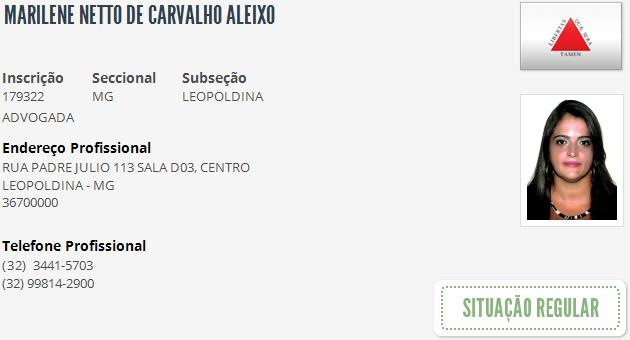 MARILENE NETTO DE CARVALHO ALEIXO
LIBERTAS QUÆ SERA
TAMEN
Inscrição Seccional Subseção
179322 MG LEOPOLDINA
ADVOGADA
Endereço Profissional
RUA PADRE JULIO 113 SALA D03, CENTRO
LEOPOLDINA - MG
36700000
Telefone Profissional
(32) 3441-5703
(32) 99814-2900
SITUAÇÃO REGULAR